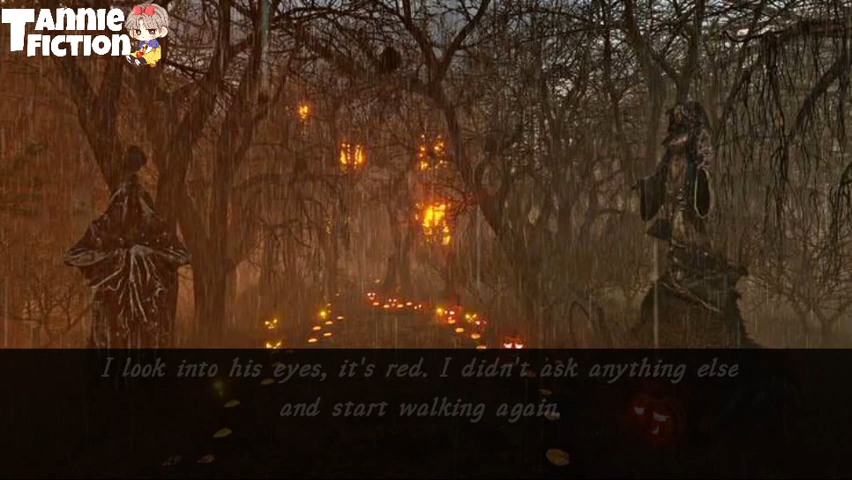 TANNIE
FICTION
I look into his eyes, it's red. I didn't ask anything else
and start walking again.